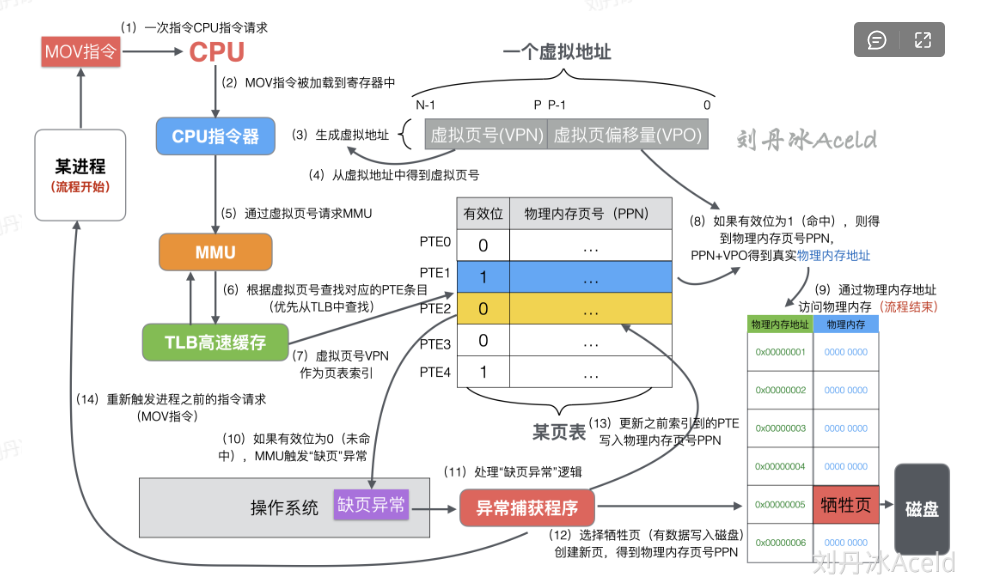 (1) 一次指令CPU指令请求
MOV指令
CPU
一个虚拟地址
(2) MOV指令被加载到寄存器中
N-1
P P-1
0
CPU指令器
(3) 生成虚拟地址
虚拟页号(VPN)
虚拟页偏移量(VPO)
刘丹冰Aceld
某进程
(流程开始)
(4) 从虚拟地址中得到虚拟页号
(5) 通过虚拟页号请求MMU
有效位
物理内存页号 (PPN)
(8) 如果有效位为1(命中),则得
到物理内存页号PPN,
PPN+VPO得到真实物理内存地址
MMU
PTE0
0
...
PTE1
1
...
(6) 根据虚拟页号查找对应的PTE条目
(优先从TLB中查找)
(9) 通过物理内存地址
访问物理内存(流程结束)
PTE2
0
...
TLB高速缓存
PTE3
0
...
(7) 虚拟页号VPN
作为页表索引
PTE4
1
...
物理内存地址
物理内存
0x00000001
0000 0000
0x00000002
0000 0000
0x00000003
0000 0000
0x00000004
0000 0000
0x00000005
牺牲页
0x00000006
0000 0000
磁盘
(14) 重新触发进程之前的指令请求
(MOV指令)
某页表
(13) 更新之前索引到的PTE
写入物理内存页号PPN
(10) 如果有效位为0(未命
中),MMU触发“缺页”异常
(11) 处理“缺页异常”逻辑
操作系统
缺页异常
异常捕获程序
(12) 选择牺牲页(有数据写入磁盘)
创建新页,得到物理内存页号PPN
刘丹冰Aceld